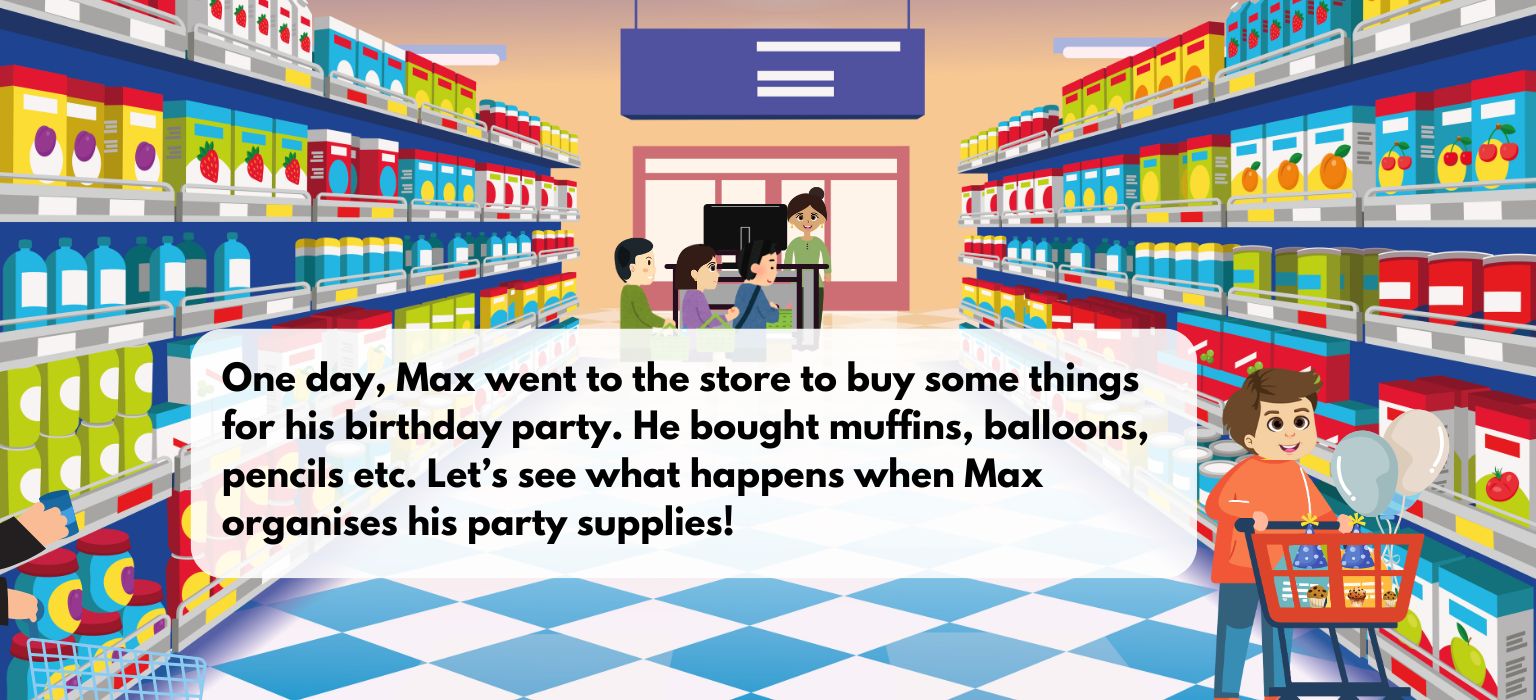 One day, Max went to the store to buy some things
for his birthday party. He bought muffins, balloons,
pencils etc. Let’s see what happens when Max
organises his party supplies!